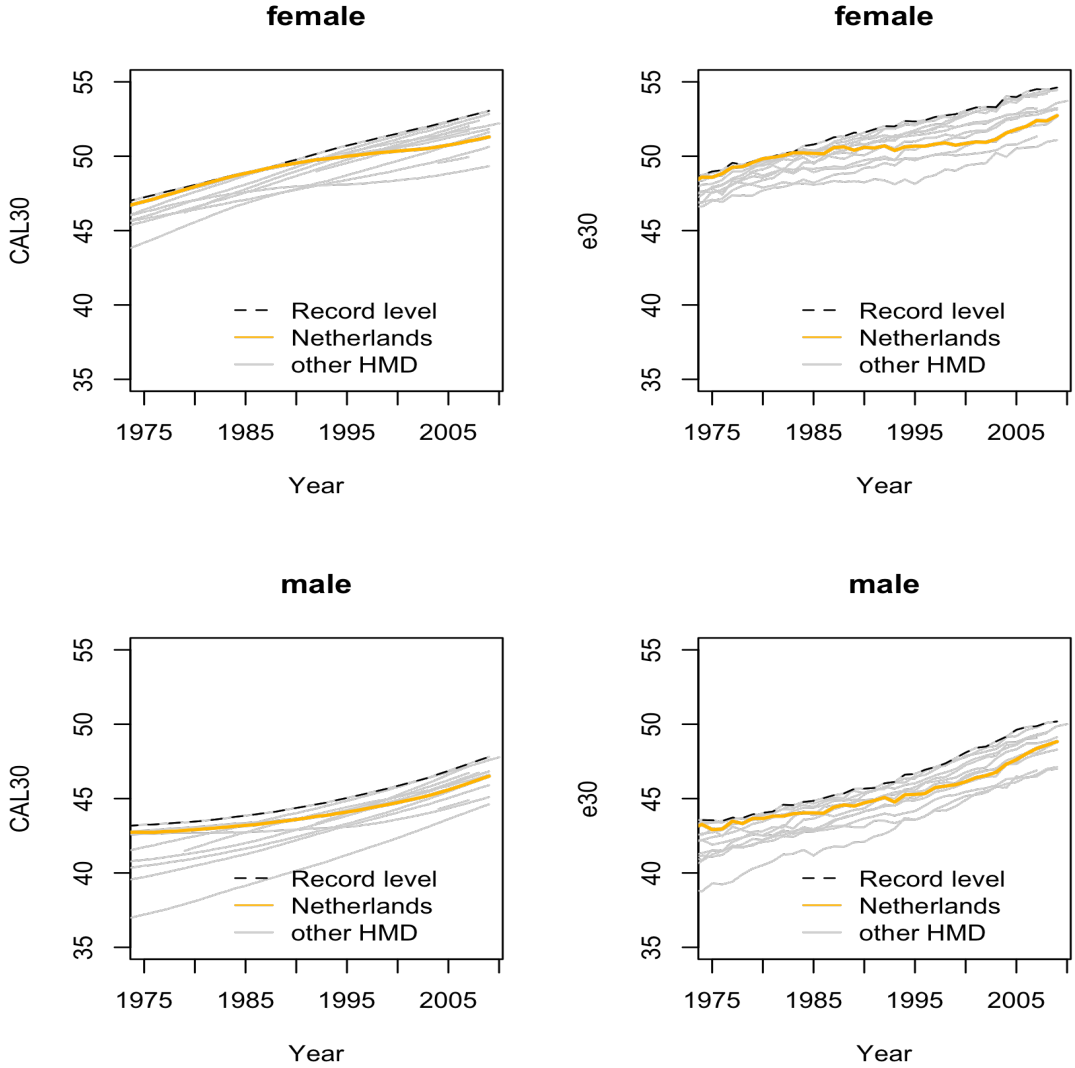 female
CAL30
55
50
45
40
35
Record level
Netherlands
other HMD
1975 1985 1995 2005
Year
female
e30
55
50
45
40
35
Record level
Netherlands
other HMD
1975 1985 1995 2005
Year
male
CAL30
55
50
45
40
35
Record level
Netherlands
other HMD
1975 1985 1995 2005
Year
male
e30
55
50
45
40
35
Record level
Netherlands
other HMD
1975 1985 1995 2005
Year